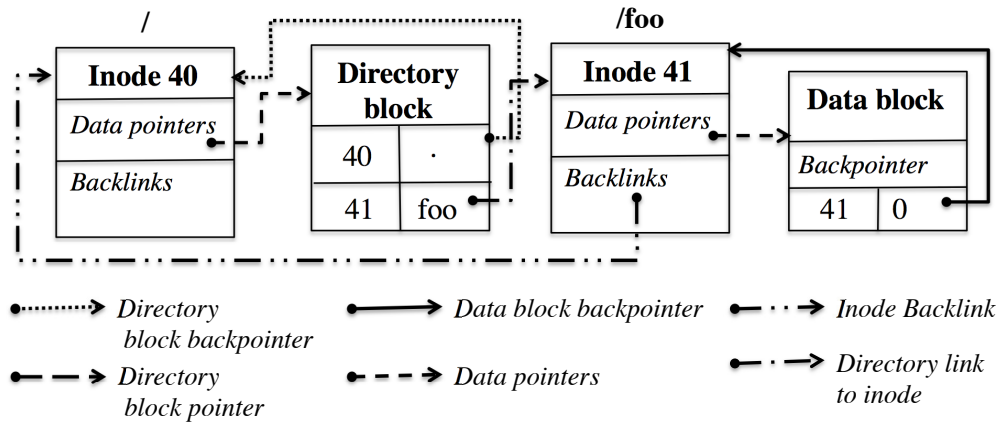 /
/foo
Inode 40
Data pointers
Backlinks
Directory
block
40 .
41 foo
Inode 41
Data pointers
Backlinks
Data block
Backpointer
41 0
Directory
block backpointer
Data block backpointer
Inode Backlink
Directory
block pointer
Data pointers
Directory link
to inode